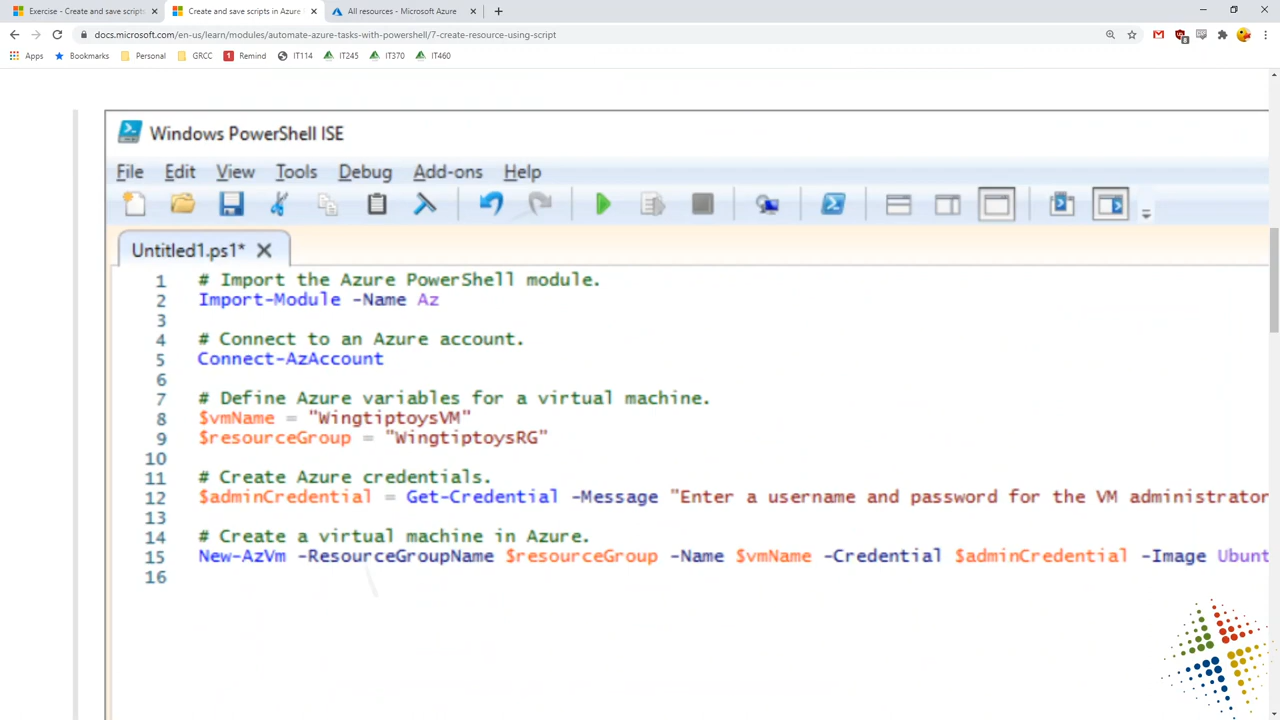 Exercise - Create and save scripts
Create and save scripts in Azure
All resources - Microsoft Azure
docs.microsoft.com/en-us/learn/modules/automate-azure-tasks-with-powershell/7-create-resource-using-script
Apps Bookmarks Personal GRCC 1 Remind IT114 IT245 IT370 IT460
Windows PowerShell ISE
File Edit View Tools Debug Add-ons Help
Untitled1.ps1*
1 # Import the Azure PowerShell module.
2 Import-Module -Name Az
3
4 # Connect to an Azure account.
5 Connect-AzAccount
6
7 # Define Azure variables for a virtual machine.
8 $vmName = "WingtiptoysVM"
9 $resourceGroup = "WingtiptoysRG"
10
11 # Create Azure credentials.
12 $adminCredential = Get-Credential -Message "Enter a username and password for the VM administrator
13
14 # Create a virtual machine in Azure.
15 New-AzVm -ResourceGroupName $resourceGroup -Name $vmName -Credential $adminCredential -Image Ubunt
16